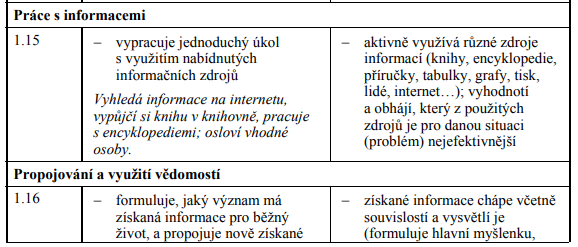 Práce s informacemi
1.15
– vypracuje jednoduchý úkol
s využitím nabídnutých
informačních zdrojů
Vyhledá informace na internetu,
vypůjčí si knihu v knihovně, pracuje
s encyklopediemi; osloví vhodné
osoby.
– aktivně využívá různé zdroje
informací (knihy, encyklopedie,
příručky, tabulky, grafy, tisk,
lidé, internet…); vyhodnotí
a obhájí, který z použitých
zdrojů je pro danou situaci
(problém) nejefektivnější
Propojování a využití vědomostí
1.16
– formuluje, jaký význam má
získaná informace pro běžný
život, a propojuje nově získané
– získané informace chápe včetně
souvislostí a vysvětlí je
(formuluje hlavní myšlenku,